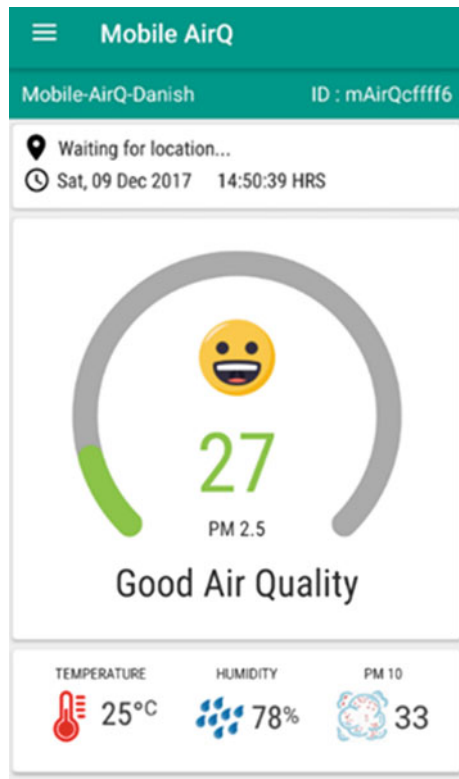 Mobile AirQ
Mobile-AirQ-Danish ID : mAirQcffff6
Waiting for location...
Sat, 09 Dec 2017 14:50:39 HRS
27
PM 2.5
Good Air Quality
TEMPERATURE HUMIDITY PM 10
25°C 78% 33